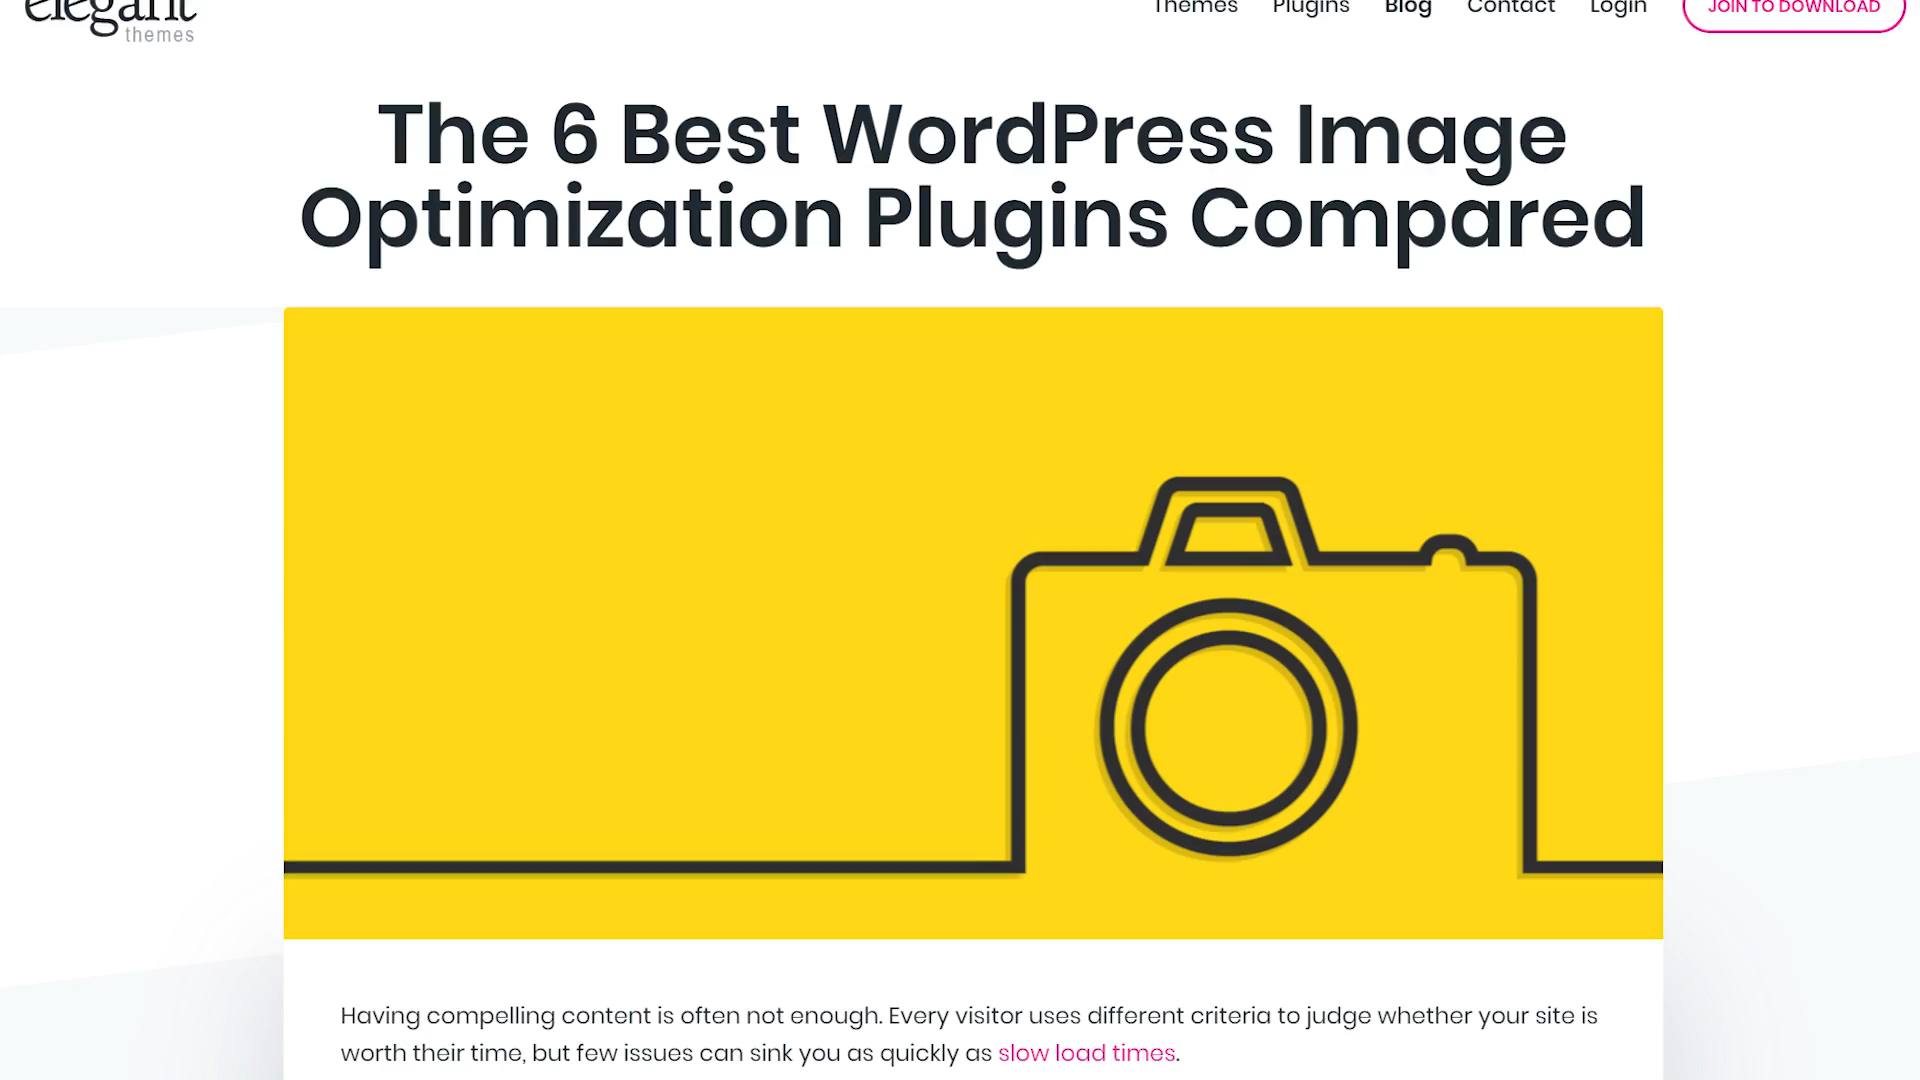 elegant
themes
Themes Plugins Blog Contact Login JOIN TO DOWNLOAD
The 6 Best WordPress Image
Optimization Plugins Compared
Having compelling content is often not enough. Every visitor uses different criteria to judge whether your site is
worth their time, but few issues can sink you as quickly as slow load times.